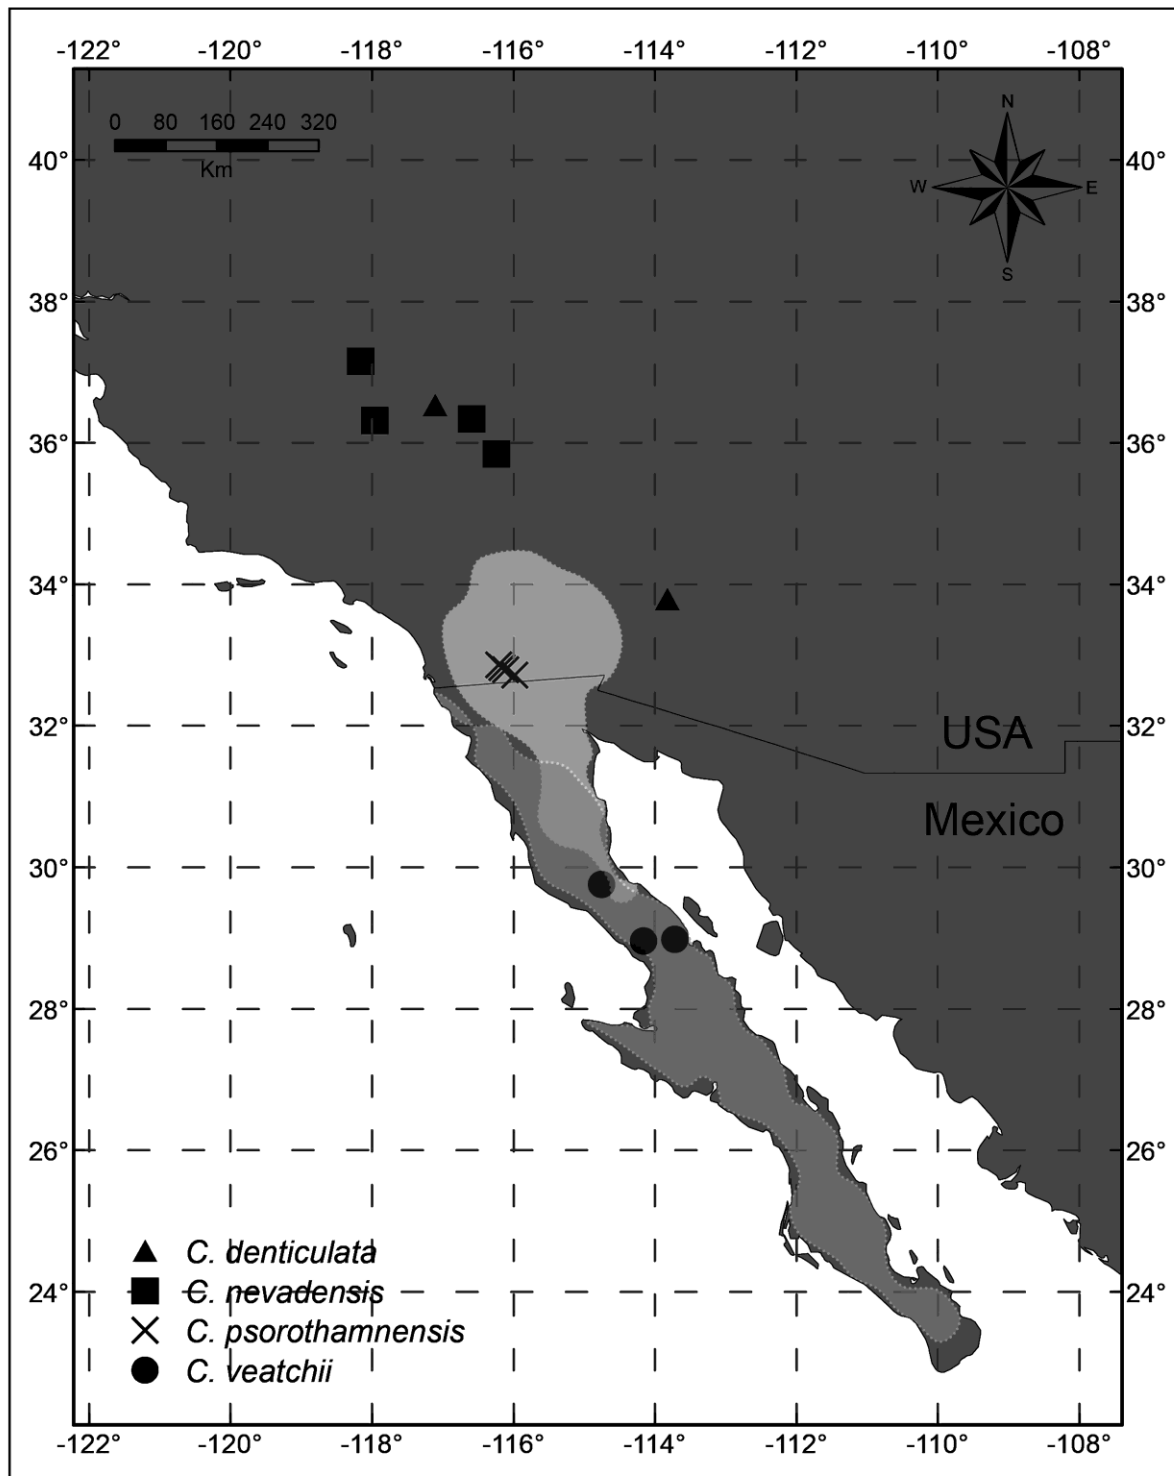 -122° -120° -118° -116° -114° -112° -110° -108°
0 80 160 240 320
Km
N
W E
S
40° 40°
38° 38°
36° 36°
34° 34°
32° 32°
USA
Mexico
30° 30°
28° 28°
26° 26°
24° 24°
C. denticulata
C. nevadensis
C. psorothamnensis
C. veatchii
-122° -120° -118° -116° -114° -112° -110° -108°